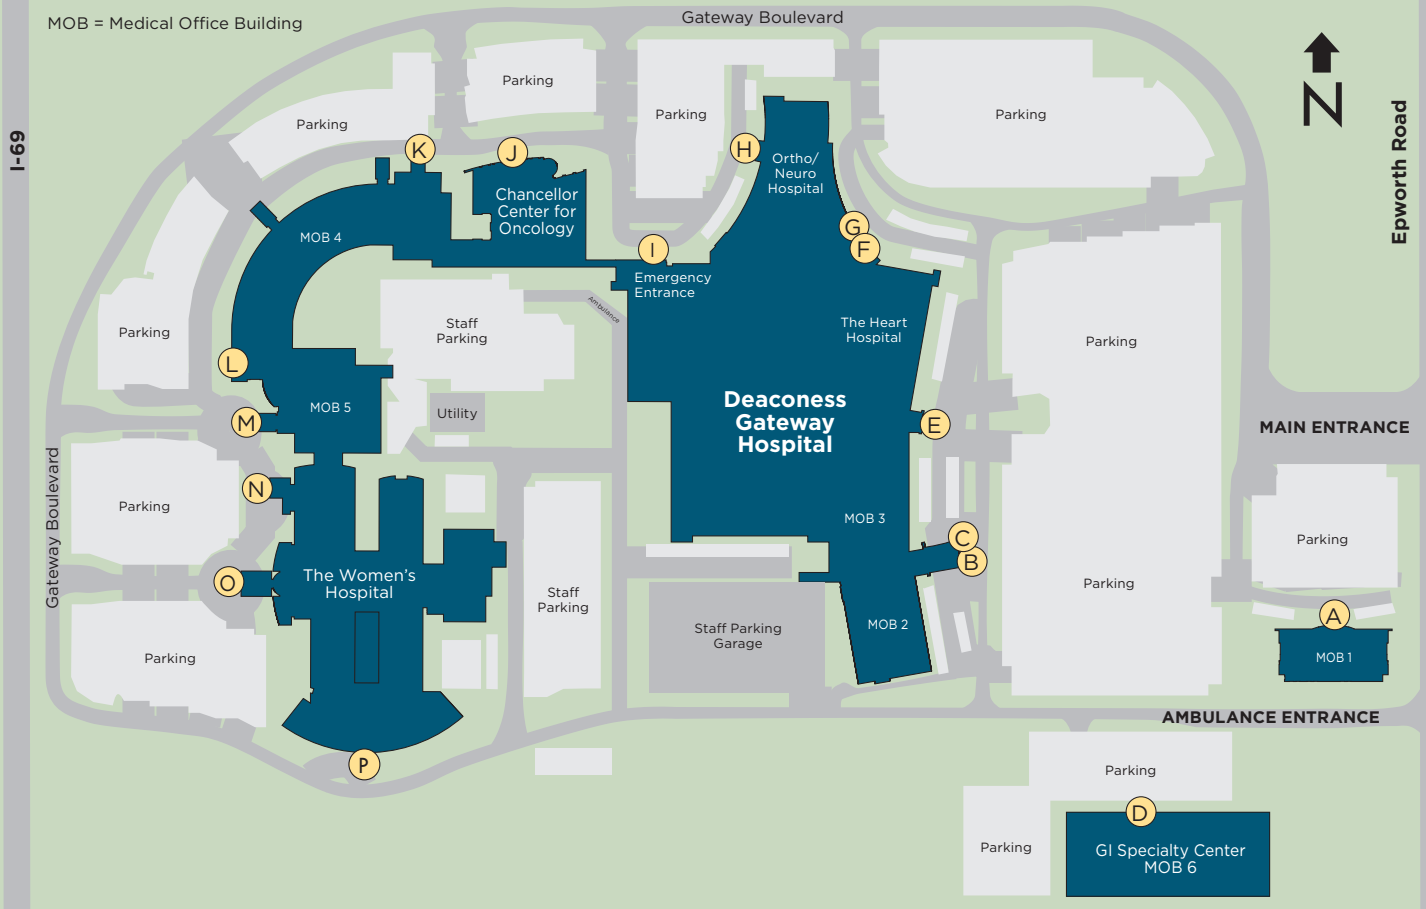 MOB = Medical Office Building
Gateway Boulevard
N
I-69
Epworth Road
Parking
Parking
Parking
Parking
K
J
H
Ortho/
Neuro
Hospital
Chancellor
Center for
Oncology
MOB 4
G
F
I
Emergency
Entrance
Ambulance
Parking
Staff
Parking
The Heart
Hospital
Parking
L
MOB 5
Utility
Deaconess
Gateway
Hospital
M
E
MAIN ENTRANCE
Gateway Boulevard
N
Parking
MOB 3
C
B
Parking
O
The Women's
Hospital
Staff
Parking
Parking
A
MOB 2
Staff Parking
Garage
MOB 1
Parking
AMBULANCE ENTRANCE
P
Parking
D
Parking
GI Specialty Center
MOB 6